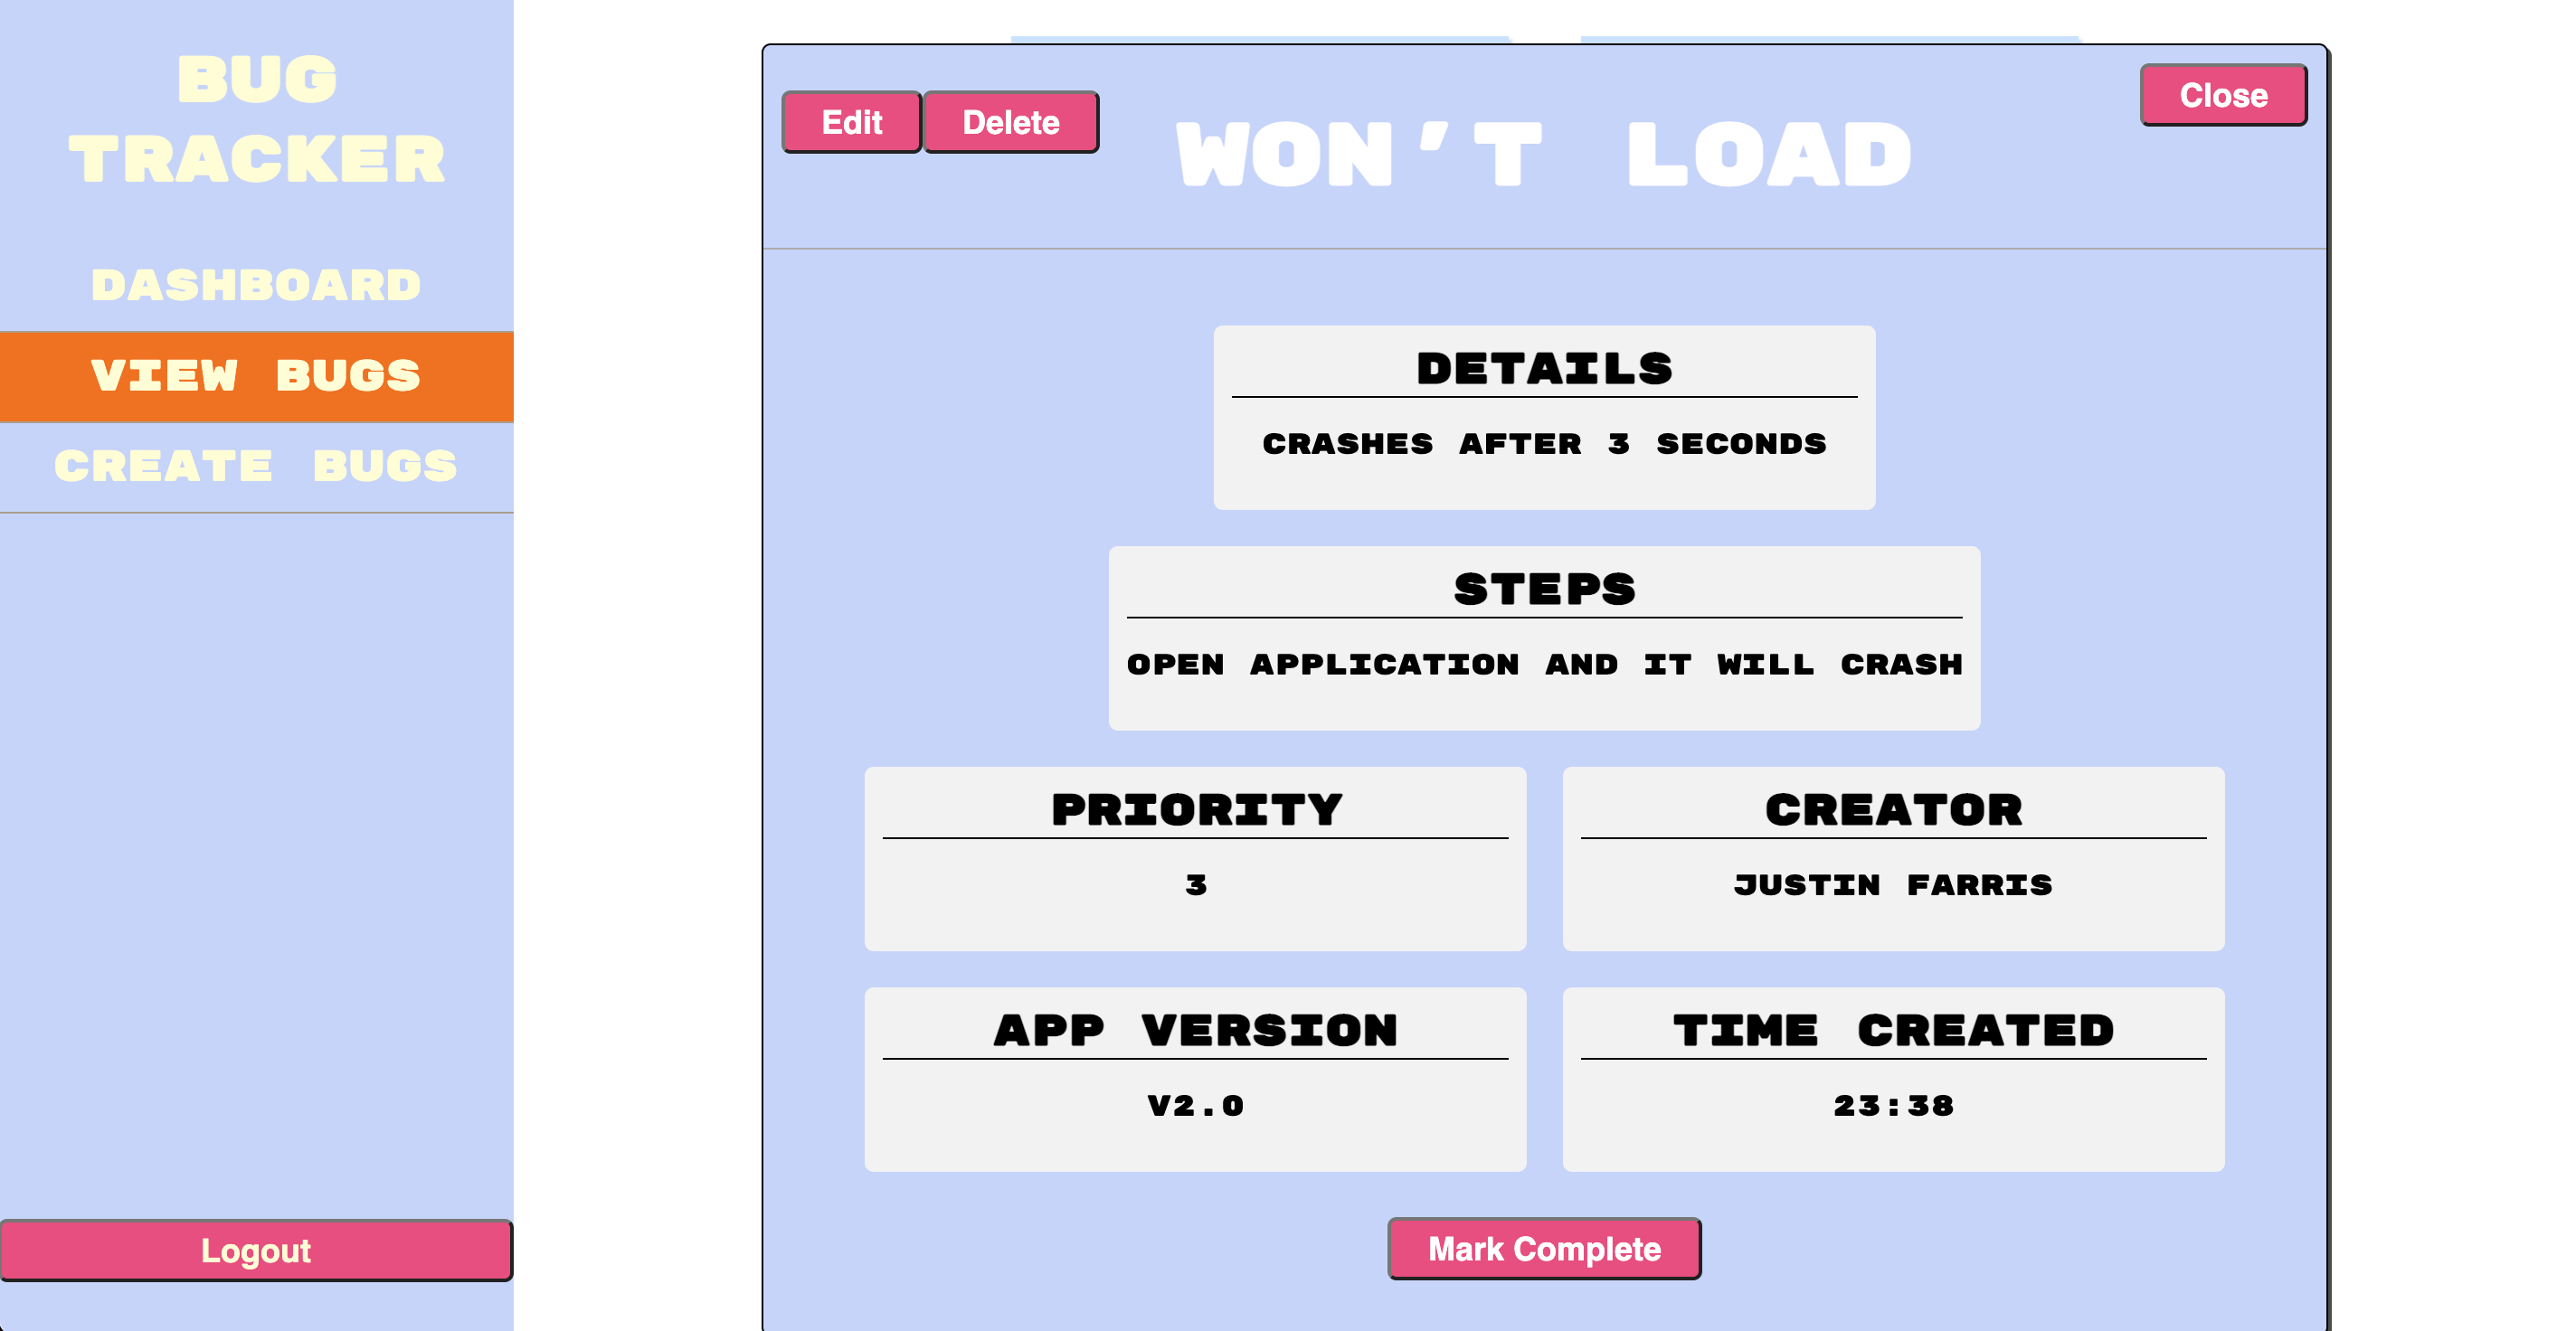 BUG
TRACKER
DASHBOARD
VIEW BUGS
CREATE BUGS
Logout
Edit
Delete
WON'T LOAD
Close
DETAILS
CRASHES AFTER 3 SECONDS
STEPS
OPEN APPLICATION AND IT WILL CRASH
PRIORITY
3
CREATOR
JUSTIN FARRIS
APP VERSION
V2.0
TIME CREATED
23:38
Mark Complete